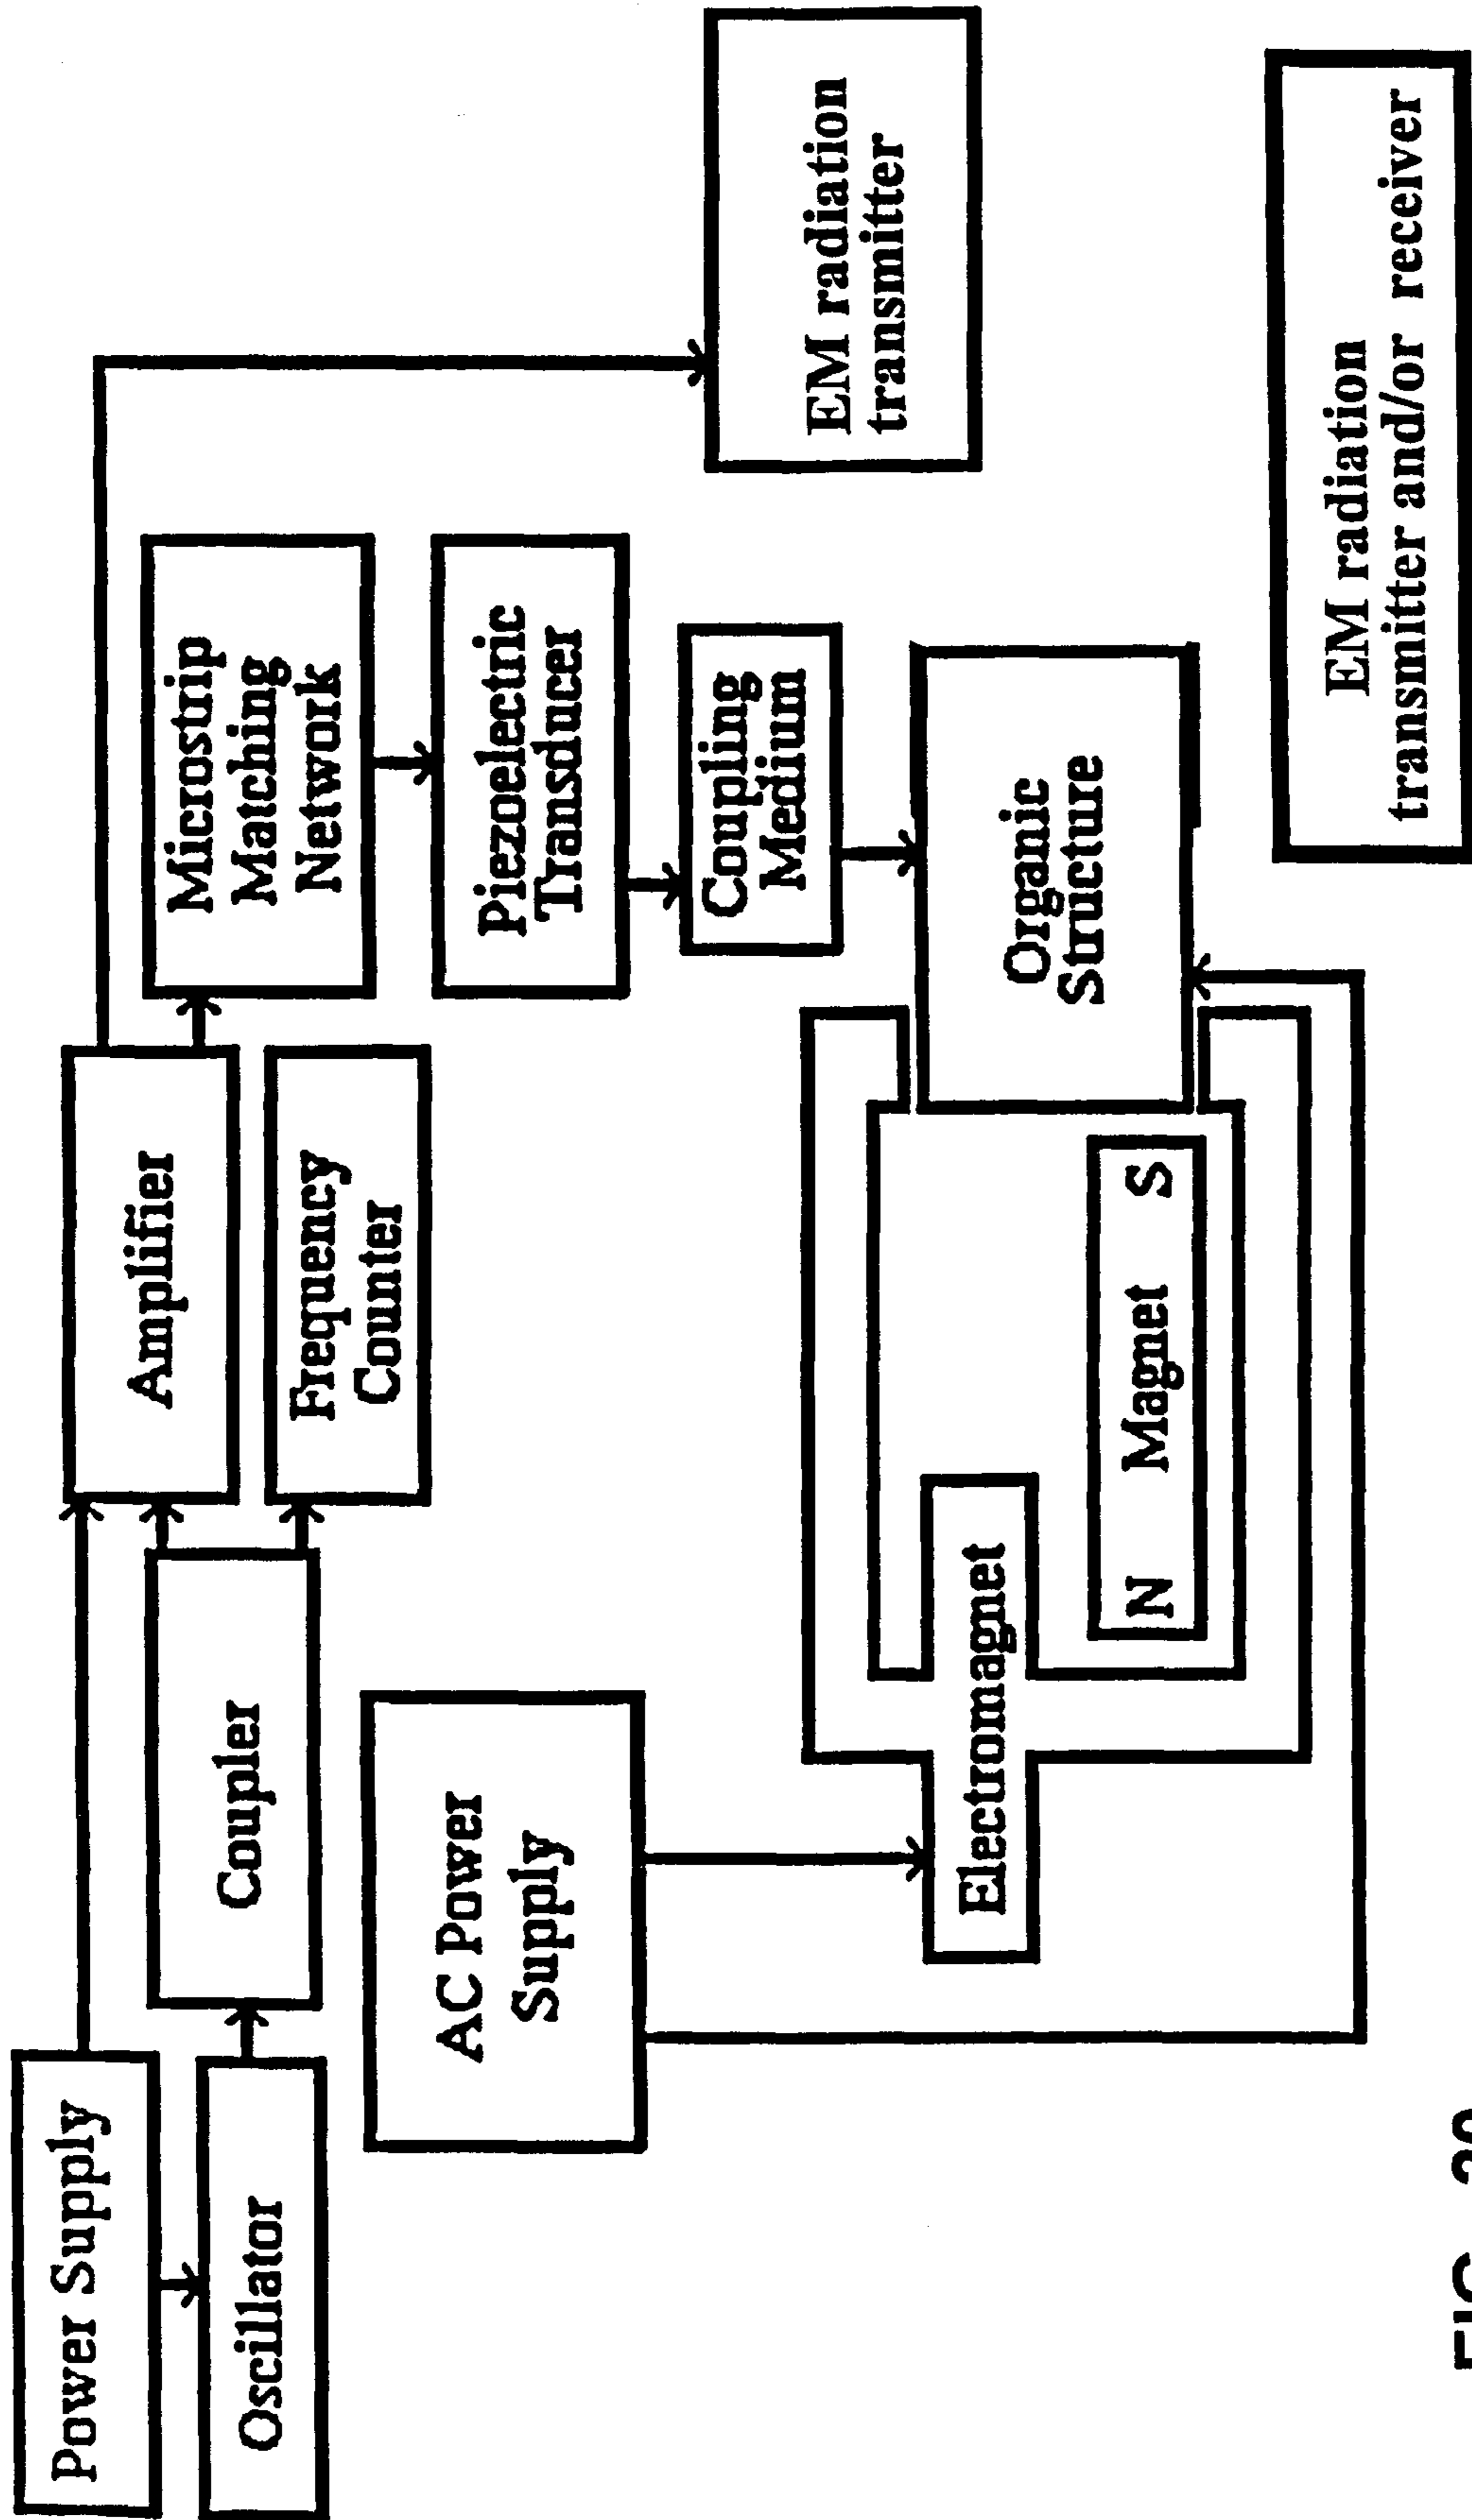 Power Supply
Oscillator
Coupler
Amplifier
Frequency
Counter
Microstrip
Matching
Network
Piezoelectric
Transducer
Coupling
Medium
EM radiation
transmitter
AC Power
Supply
Electromagnet
N Magnet S
Organic
Structure
EM radiation
transmitter and/or receiver